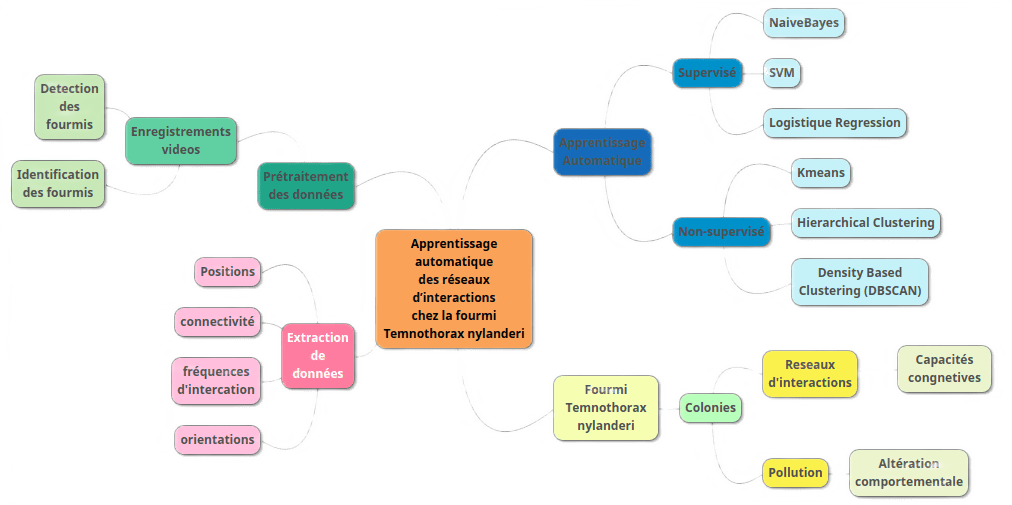 Apprentissage
automatique
des réseaux
d'interactions
chez la fourmi
Temnothorax nylanderi
Prétraitement
des données
Enregistrements
videos
Detection
des
fourmis
Identification
des fourmis
Extraction
de
données
Positions
connectivité
fréquences
d'intercation
orientations
Apprentissage
Automatique
Supervisé
NaiveBayes
SVM
Logistique Regression
Non-supervisé
Kmeans
Hierarchical Clustering
Density Based
Clustering (DBSCAN)
Fourmi
Temnothorax
nylanderi
Colonies
Reseaux
d'interactions
Capacités
congnetives
Pollution
Altération
comportementale